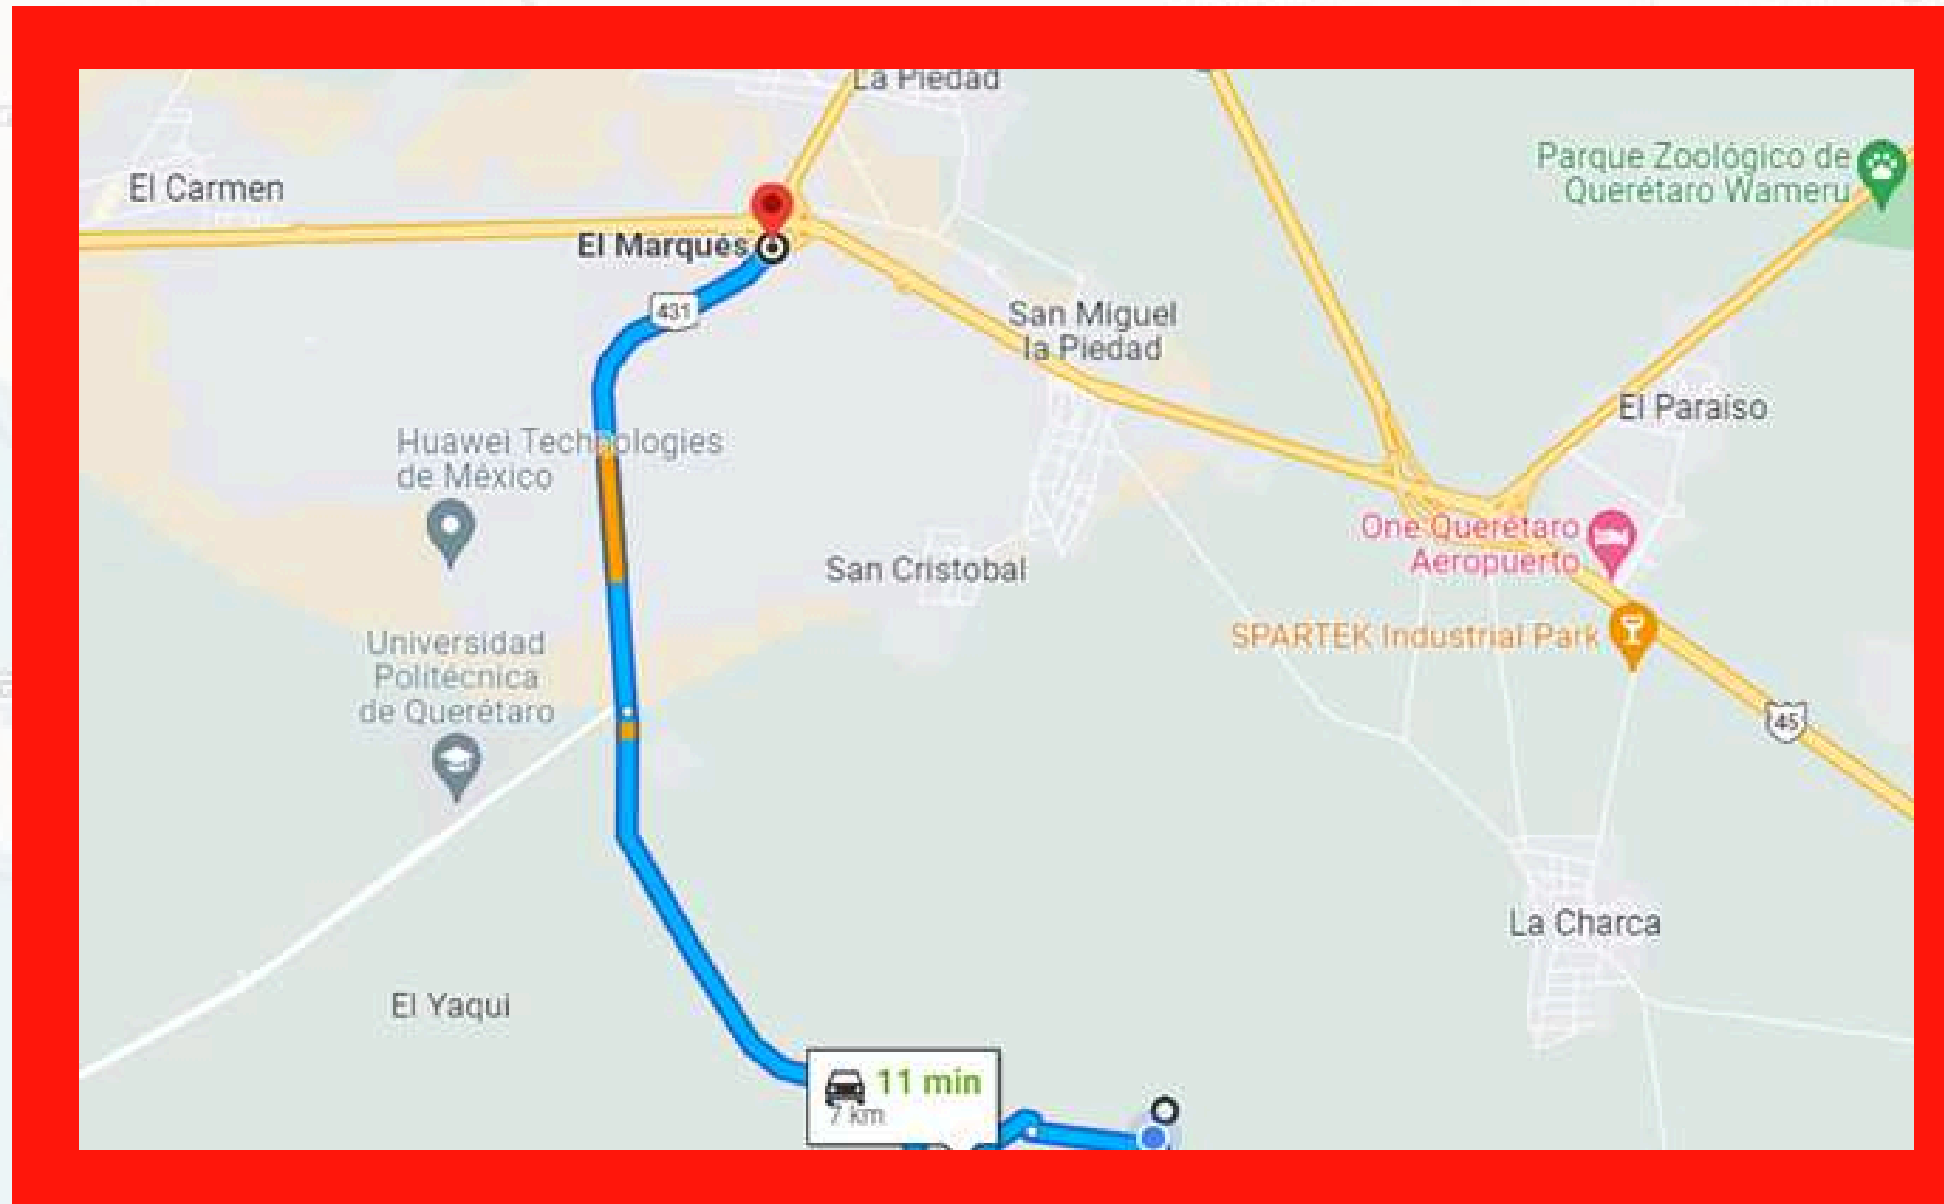 La Piedad
Parque Zoológico de
Querétaro Wameru
El Carmen
El Marqués
431
San Miguel
la Piedad
El Paraiso
Huawei Technologies
de México
One Querétaro
Aeropuerto
San Cristobal
SPARTEK Industrial Park
Universidad
Politécnica
de Querétaro
45
La Charca
El Yaqui
11 min
7 km